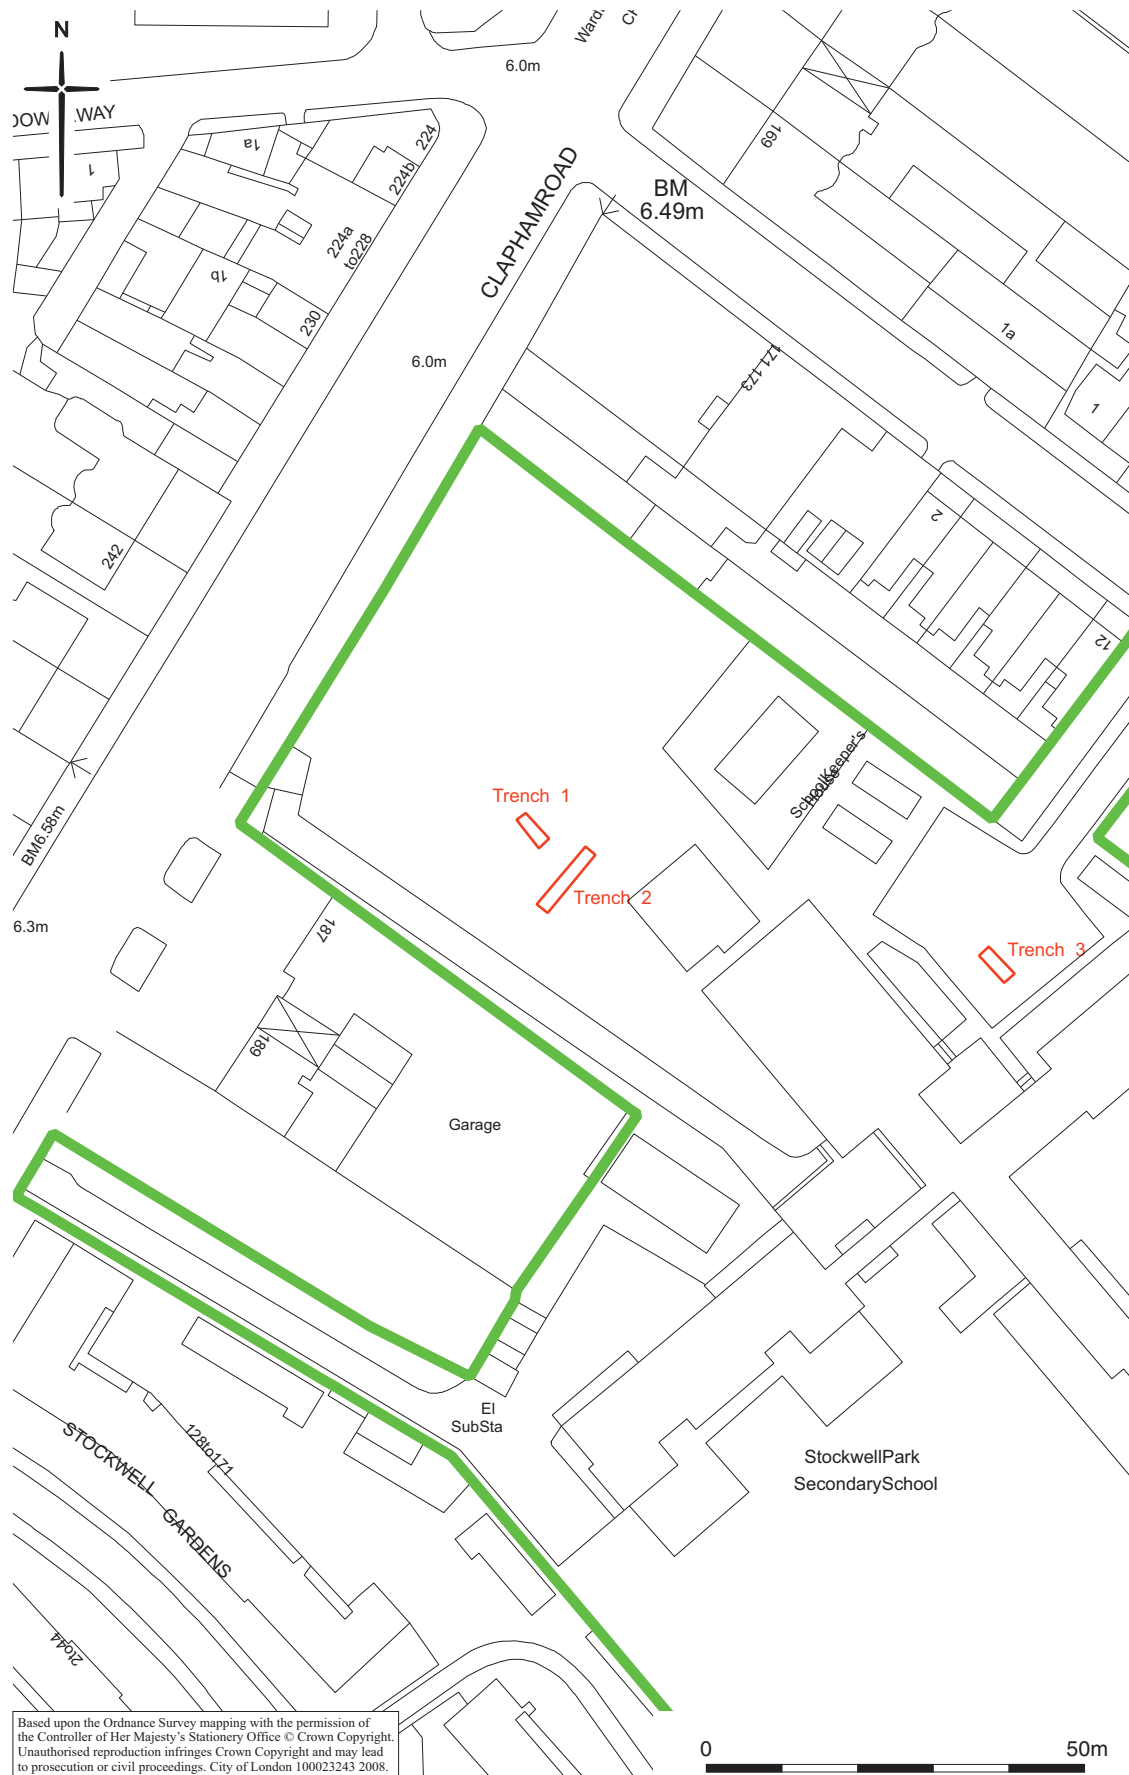 N
6.0m
CLAPHAMROAD
BM
6.49m
169
WAY
1
1a
224
224b
224a
to228
1b
230
6.0m
171 173
1a
1
242
2
12
BM6.58m
6.3m
Trench 1
Trench 2
Trench 3
SchoolKeeper's
House
187
189
Garage
El
SubSta
StockwellPark
SecondarySchool
128to171
STOCKWELL GARDENS
2to44
Based upon the Ordnance Survey mapping with the permission of
the Controller of Her Majesty's Stationery Office © Crown Copyright.
Unauthorised reproduction infringes Crown Copyright and may lead
to prosecution or civil proceedings. City of London 100023243 2008.
0 50m